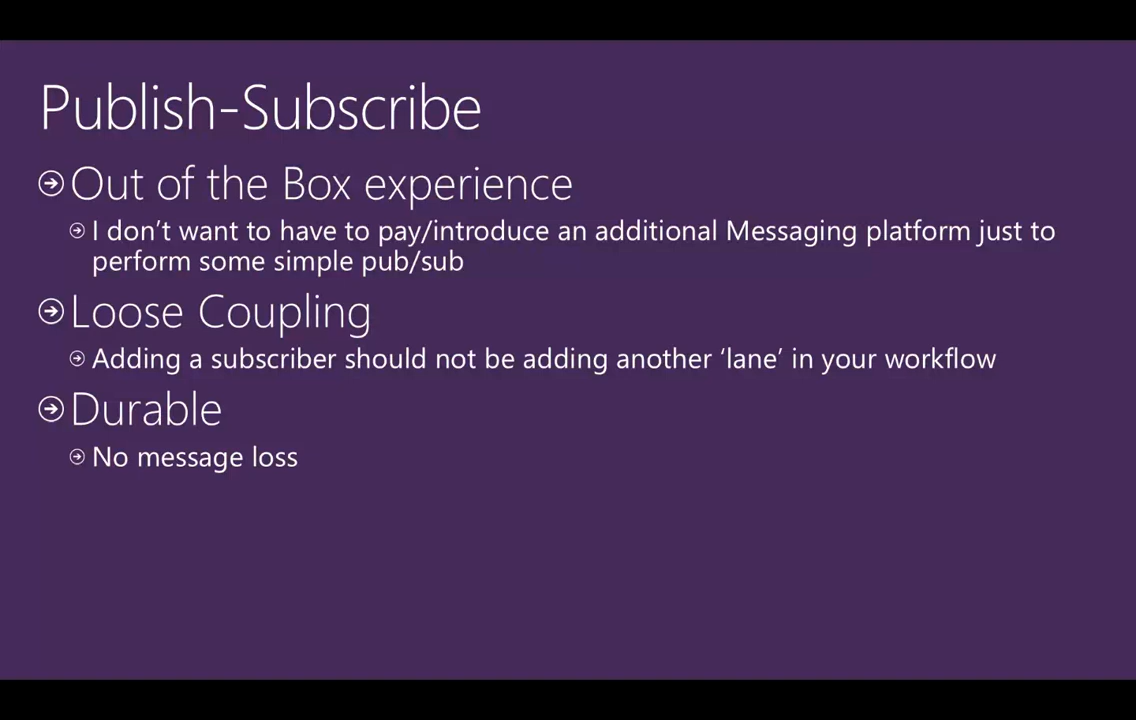 Publish-Subscribe
Out of the Box experience
I don’t want to have to pay/introduce an additional Messaging platform just to
perform some simple pub/sub
Loose Coupling
Adding a subscriber should not be adding another ‘lane’ in your workflow
Durable
No message loss